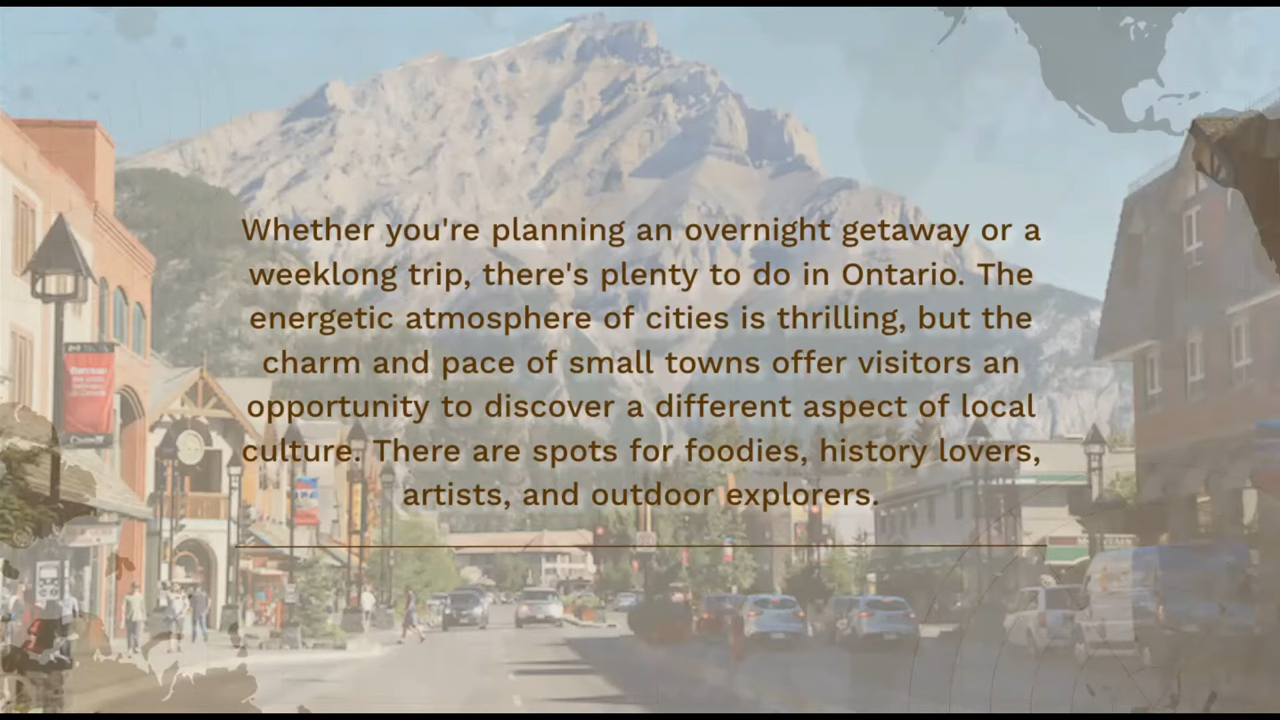 Whether you're planning an overnight getaway or a
weeklong trip, there's plenty to do in Ontario. The
energetic atmosphere of cities is thrilling, but the
charm and pace of small towns offer visitors an
opportunity to discover a different aspect of local
culture. There are spots for foodies, history lovers,
artists, and outdoor explorers.